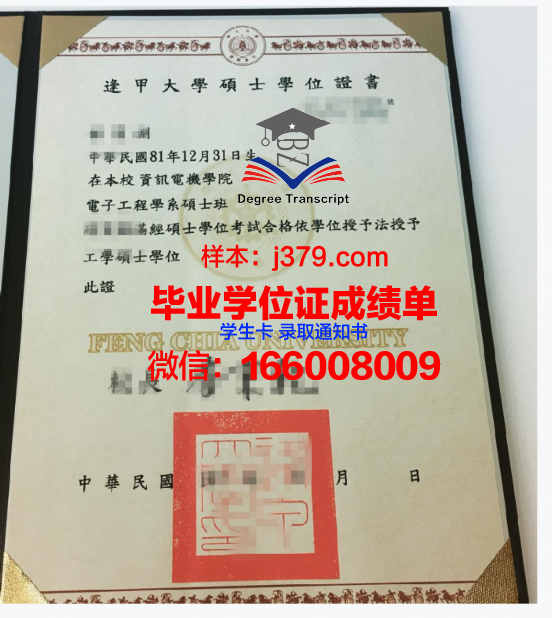 逢甲大學碩士學位證書
號
中華民國81年12月31日生
在本校資訊電機學院
電子工程學系碩士班
經碩士學位考試合格依學位授予法授予
工學碩士學位
此證
ZBZ
Degree Transcript
样本：j379.com
毕业学位证成绩单
学生卡 录取通知书
FENG CHIA UNIVERSITY
微信：166008009
校長
中華民國 月 日